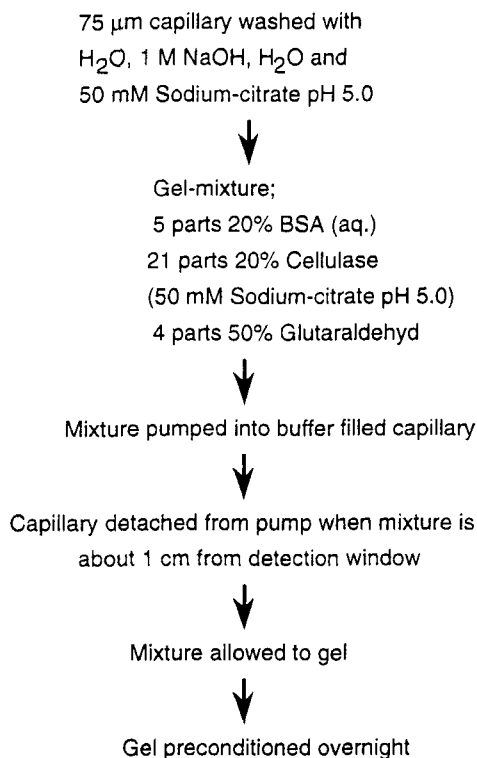 75 μm capillary washed with
H₂O, 1 M NaOH, H₂O and
50 mM Sodium-citrate pH 5.0
Gel-mixture;
5 parts 20% BSA (aq.)
21 parts 20% Cellulase
(50 mM Sodium-citrate pH 5.0)
4 parts 50% Glutaraldehyd
Mixture pumped into buffer filled capillary
Capillary detached from pump when mixture is
about 1 cm from detection window
Mixture allowed to gel
Gel preconditioned overnight